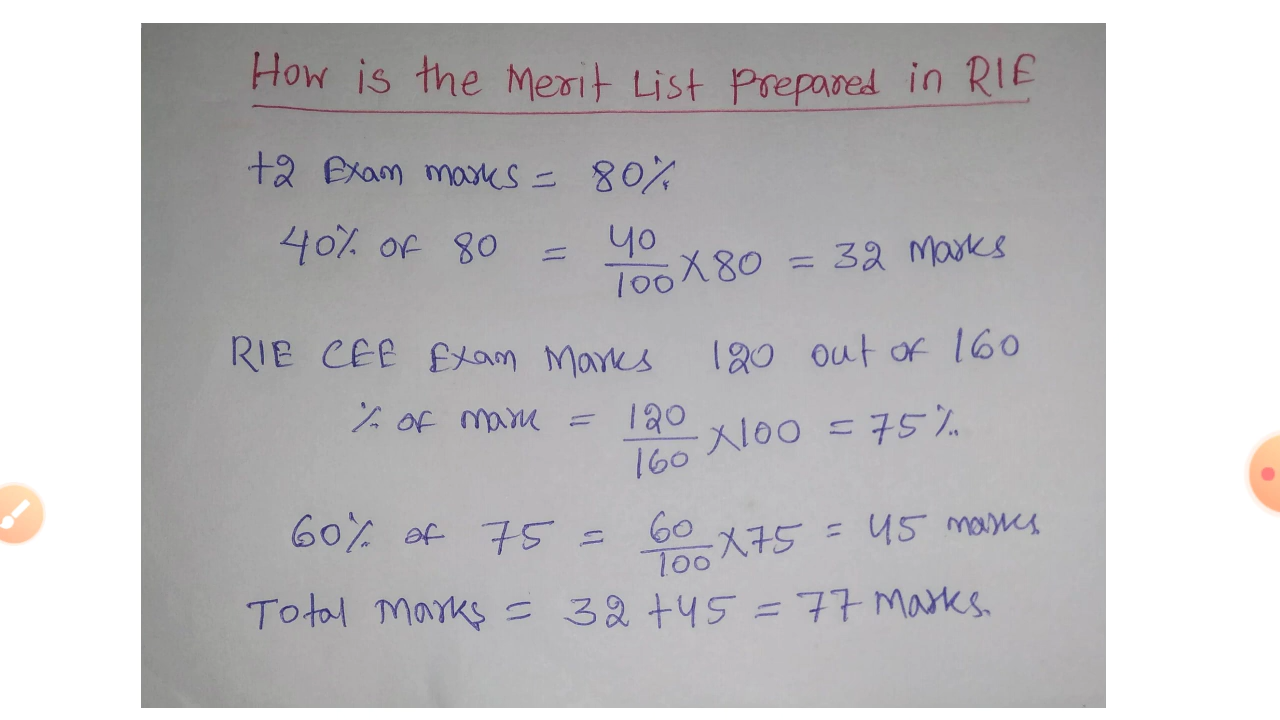 How is the Merit List Prepared in RIE
+2 Exam marks = 80%
40% of 80 = 40/100 X 80 = 32 Marks
RIE CEE Exam Marks 120 out of 160
% of mark = 120/160 X 100 = 75%.
60% of 75 = 60/100 X 75 = 45 marks.
Total Marks = 32 + 45 = 77 Marks.